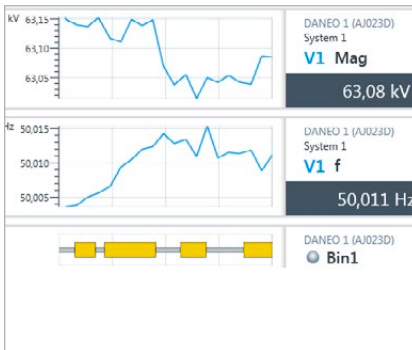 kV 63,15
63,10
63,05
DANEO 1 (AJ023D)
System 1
V1 Mag
63,08 kV
Hz 50,015
50,010
50,005
DANEO 1 (AJ023D)
System 1
V1 f
50,011 Hz
DANEO 1 (AJ023D)
Bin1